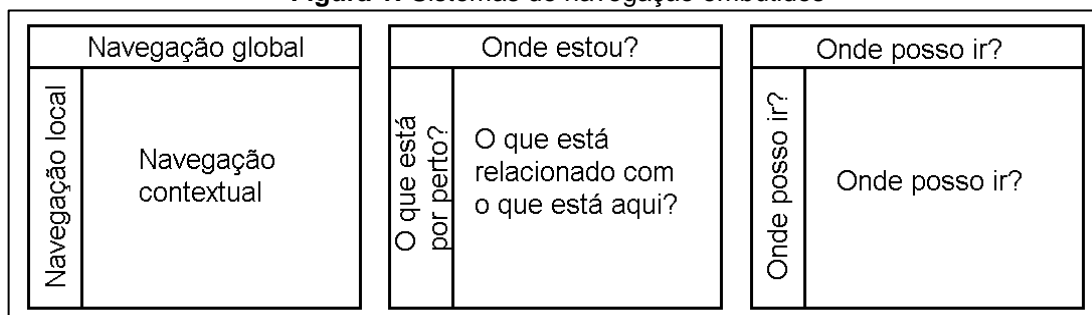 Figura 1. Sistemas de navegação embutidos
Navegação global
Navegação local
Navegação
contextual
Onde estou?
O que está
por perto?
O que está
relacionado com
o que está aqui?
Onde posso ir?
Onde posso ir?
Onde posso ir?